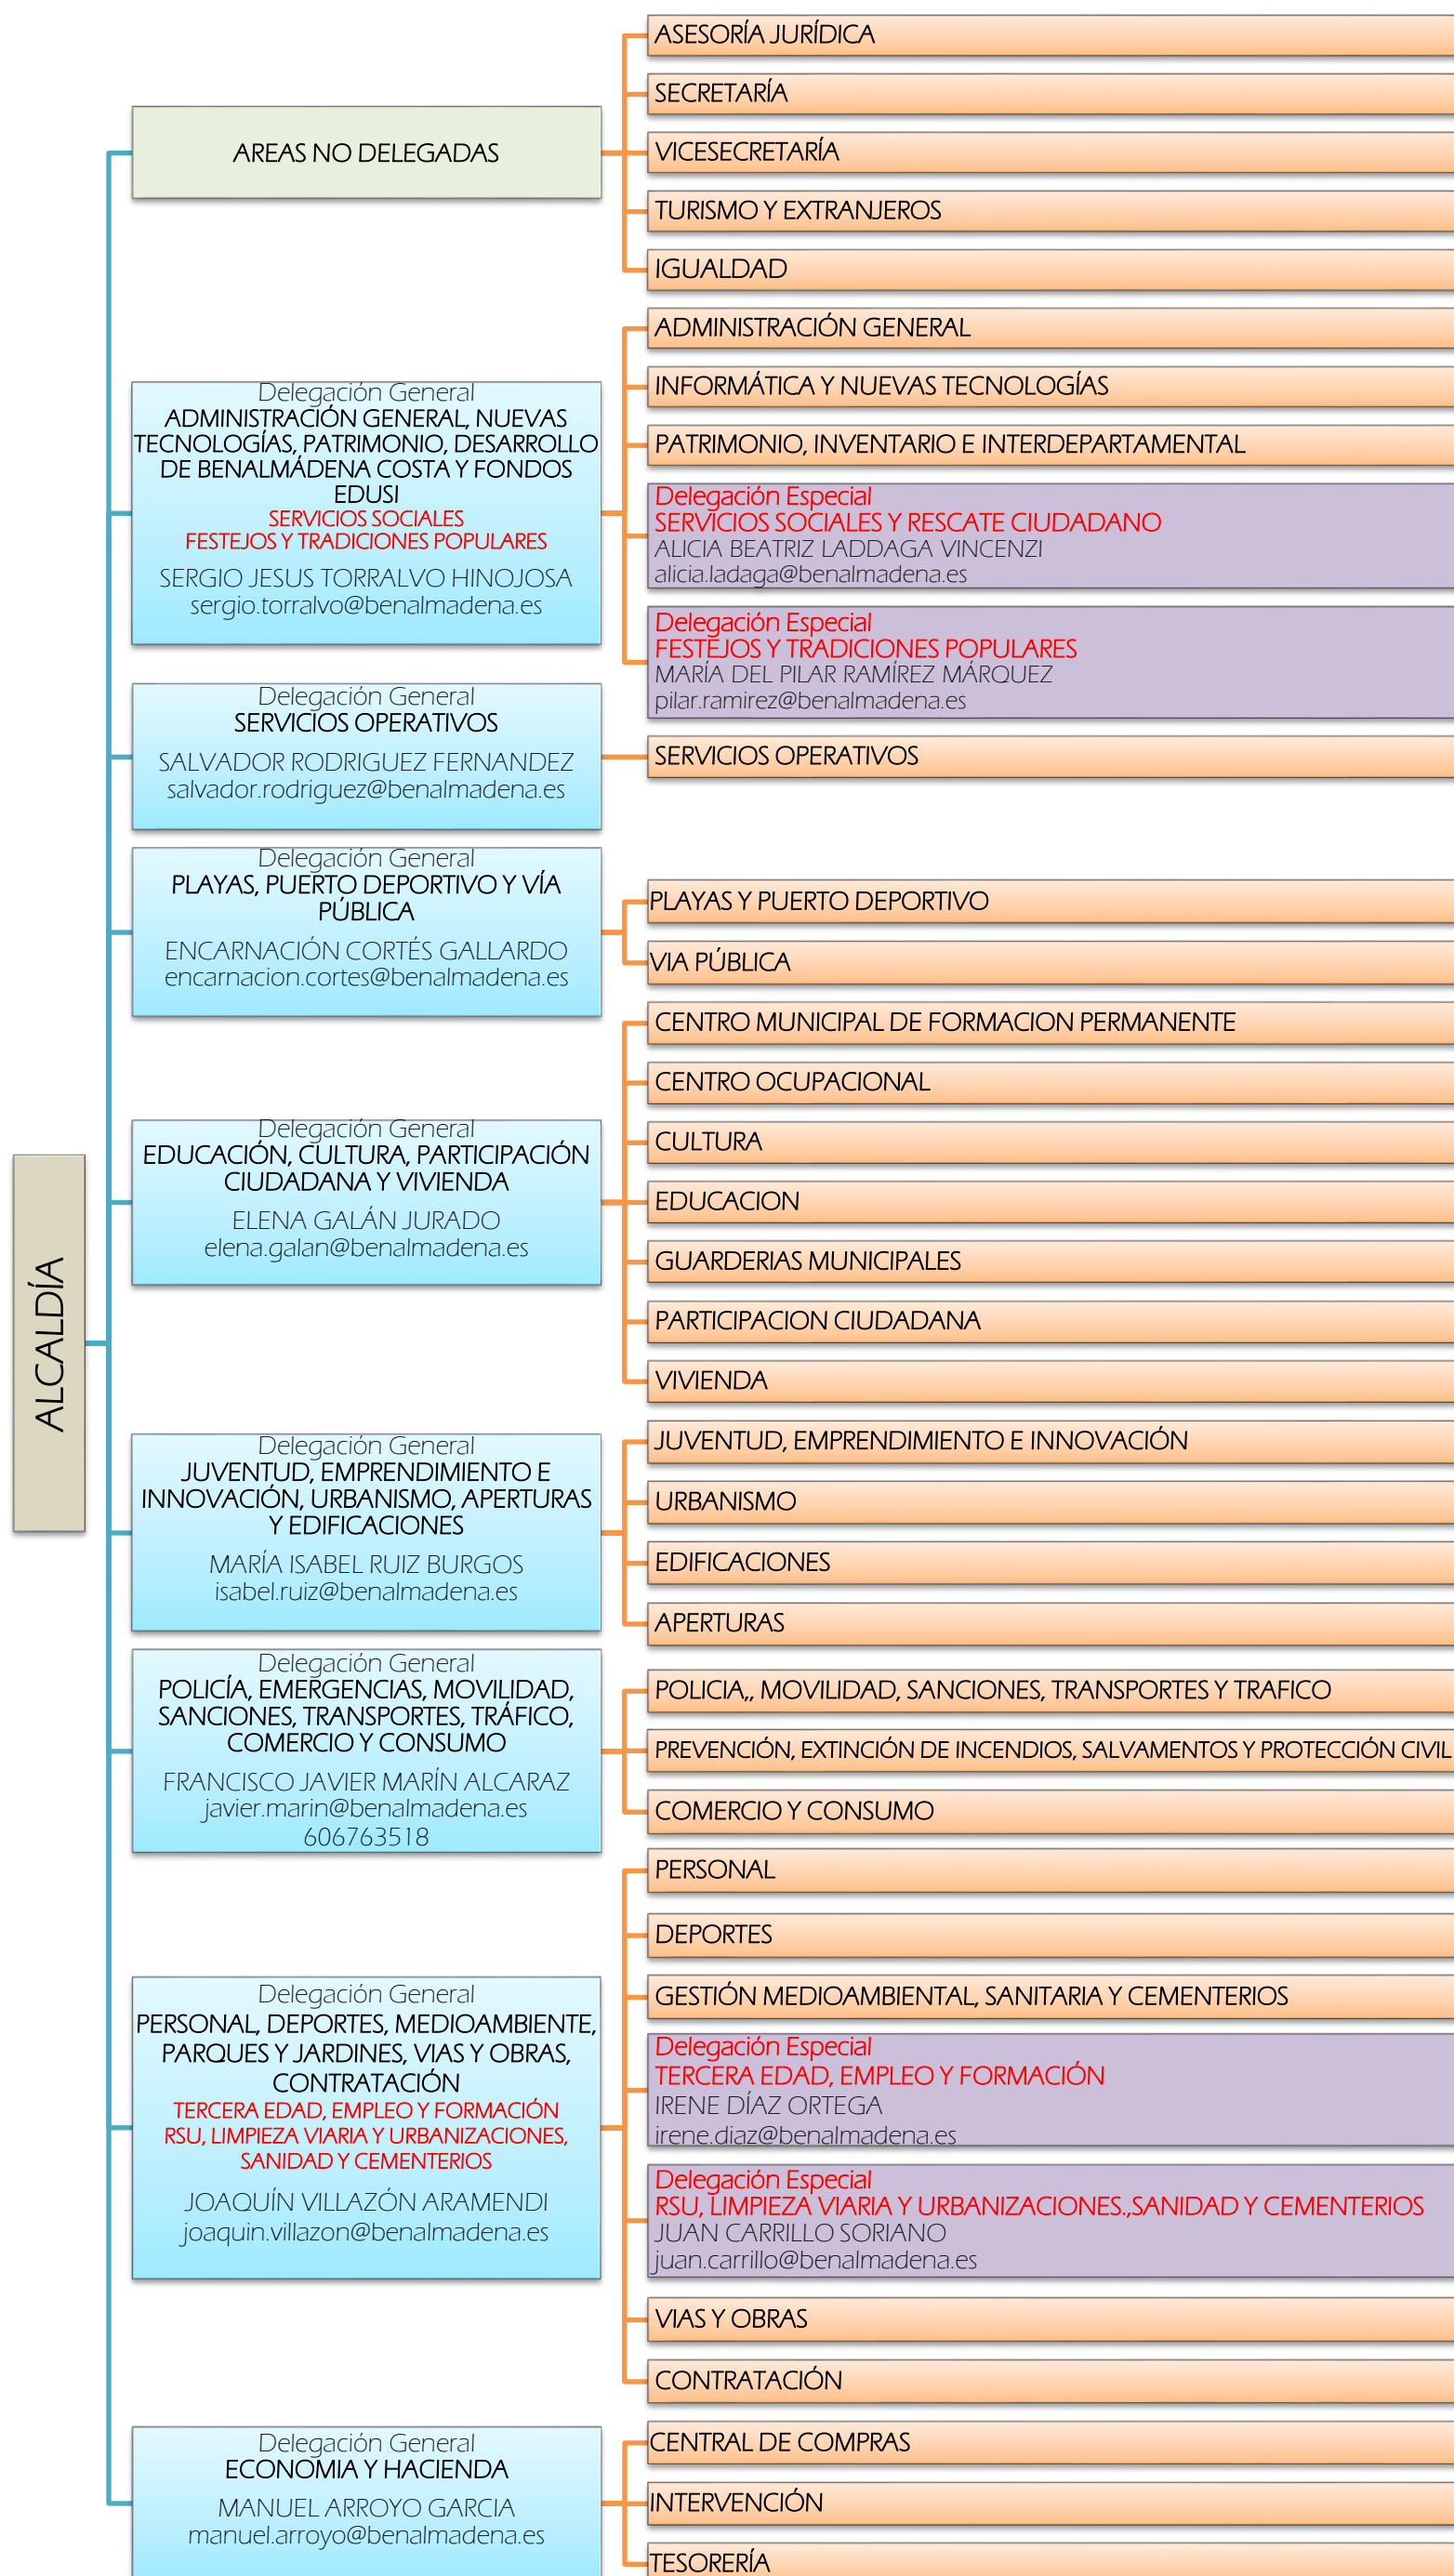 ALCALDÍA
AREAS NO DELEGADAS
ASESORÍA JURÍDICA
SECRETARÍA
VICESECRETARÍA
TURISMO Y EXTRANJEROS
IGUALDAD
Delegación General
ADMINISTRACIÓN GENERAL, NUEVAS
TECNOLOGÍAS, PATRIMONIO, DESARROLLO
DE BENALMÁDENA COSTA Y FONDOS
EDUSI
SERVICIOS SOCIALES
FESTEJOS Y TRADICIONES POPULARES
SERGIO JESUS TORRALVO HINOJOSA
sergio.torralvo@benalmadena.es
ADMINISTRACIÓN GENERAL
INFORMÁTICA Y NUEVAS TECNOLOGÍAS
PATRIMONIO, INVENTARIO E INTERDEPARTAMENTAL
Delegación Especial
SERVICIOS SOCIALES Y RESCATE CIUDADANO
ALICIA BEATRIZ LADDAGA VINCENZI
alicia.ladaga@benalmadena.es
Delegación Especial
FESTEJOS Y TRADICIONES POPULARES
MARÍA DEL PILAR RAMÍREZ MÁRQUEZ
pilar.ramirez@benalmadena.es
Delegación General
SERVICIOS OPERATIVOS
SALVADOR RODRIGUEZ FERNANDEZ
salvador.rodriguez@benalmadena.es
SERVICIOS OPERATIVOS
Delegación General
PLAYAS, PUERTO DEPORTIVO Y VÍA
PÚBLICA
ENCARNACIÓN CORTÉS GALLARDO
encarnacion.cortes@benalmadena.es
PLAYAS Y PUERTO DEPORTIVO
VIA PÚBLICA
Delegación General
EDUCACIÓN, CULTURA, PARTICIPACIÓN
CIUDADANA Y VIVIENDA
ELENA GALÁN JURADO
elena.galan@benalmadena.es
CENTRO MUNICIPAL DE FORMACION PERMANENTE
CENTRO OCUPACIONAL
CULTURA
EDUCACION
GUARDERIAS MUNICIPALES
PARTICIPACION CIUDADANA
VIVIENDA
Delegación General
JUVENTUD, EMPRENDIMIENTO E
INNOVACIÓN, URBANISMO, APERTURAS
Y EDIFICACIONES
MARÍA ISABEL RUIZ BURGOS
isabel.ruiz@benalmadena.es
JUVENTUD, EMPRENDIMIENTO E INNOVACIÓN
URBANISMO
EDIFICACIONES
APERTURAS
Delegación General
POLICÍA, EMERGENCIAS, MOVILIDAD,
SANCIONES, TRANSPORTES, TRÁFICO,
COMERCIO Y CONSUMO
FRANCISCO JAVIER MARÍN ALCARAZ
javier.marin@benalmadena.es
606763518
POLICIA,, MOVILIDAD, SANCIONES, TRANSPORTES Y TRAFICO
PREVENCIÓN, EXTINCIÓN DE INCENDIOS, SALVAMENTOS Y PROTECCIÓN CIVIL
COMERCIO Y CONSUMO
Delegación General
PERSONAL, DEPORTES, MEDIOAMBIENTE,
PARQUES Y JARDINES, VIAS Y OBRAS,
CONTRATACIÓN
TERCERA EDAD, EMPLEO Y FORMACIÓN
RSU, LIMPIEZA VIARIA Y URBANIZACIONES,
SANIDAD Y CEMENTERIOS
JOAQUÍN VILLAZÓN ARAMENDI
joaquin.villazon@benalmadena.es
PERSONAL
DEPORTES
GESTIÓN MEDIOAMBIENTAL, SANITARIA Y CEMENTERIOS
Delegación Especial
TERCERA EDAD, EMPLEO Y FORMACIÓN
IRENE DÍAZ ORTEGA
irene.diaz@benalmadena.es
Delegación Especial
RSU, LIMPIEZA VIARIA Y URBANIZACIONES.,SANIDAD Y CEMENTERIOS
JUAN CARRILLO SORIANO
juan.carrillo@benalmadena.es
VIAS Y OBRAS
CONTRATACIÓN
Delegación General
ECONOMIA Y HACIENDA
MANUEL ARROYO GARCIA
manuel.arroyo@benalmadena.es
CENTRAL DE COMPRAS
INTERVENCIÓN
TESORERÍA